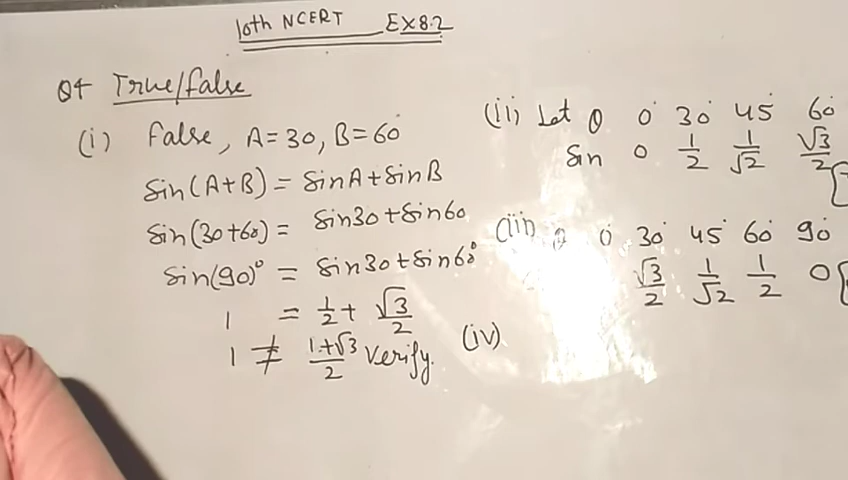 10th NCERT EX 8.2
Q4 True/False
(i) False, A=30, B=60°
Sin(A+B) = SinA+SinB
Sin(30+60) = Sin30+Sin60
Sin(90)° = Sin30+Sin60°
1 = 1/2 + √3/2
1 ≠ 1+√3/2 Verify.
(ii) Let θ 0° 30° 45° 60°
Sin 0 1/2 1/√2 √3/2
(iii) θ 0° 30° 45° 60° 90°
√3/2 1/√2 1/2 0
(iv)